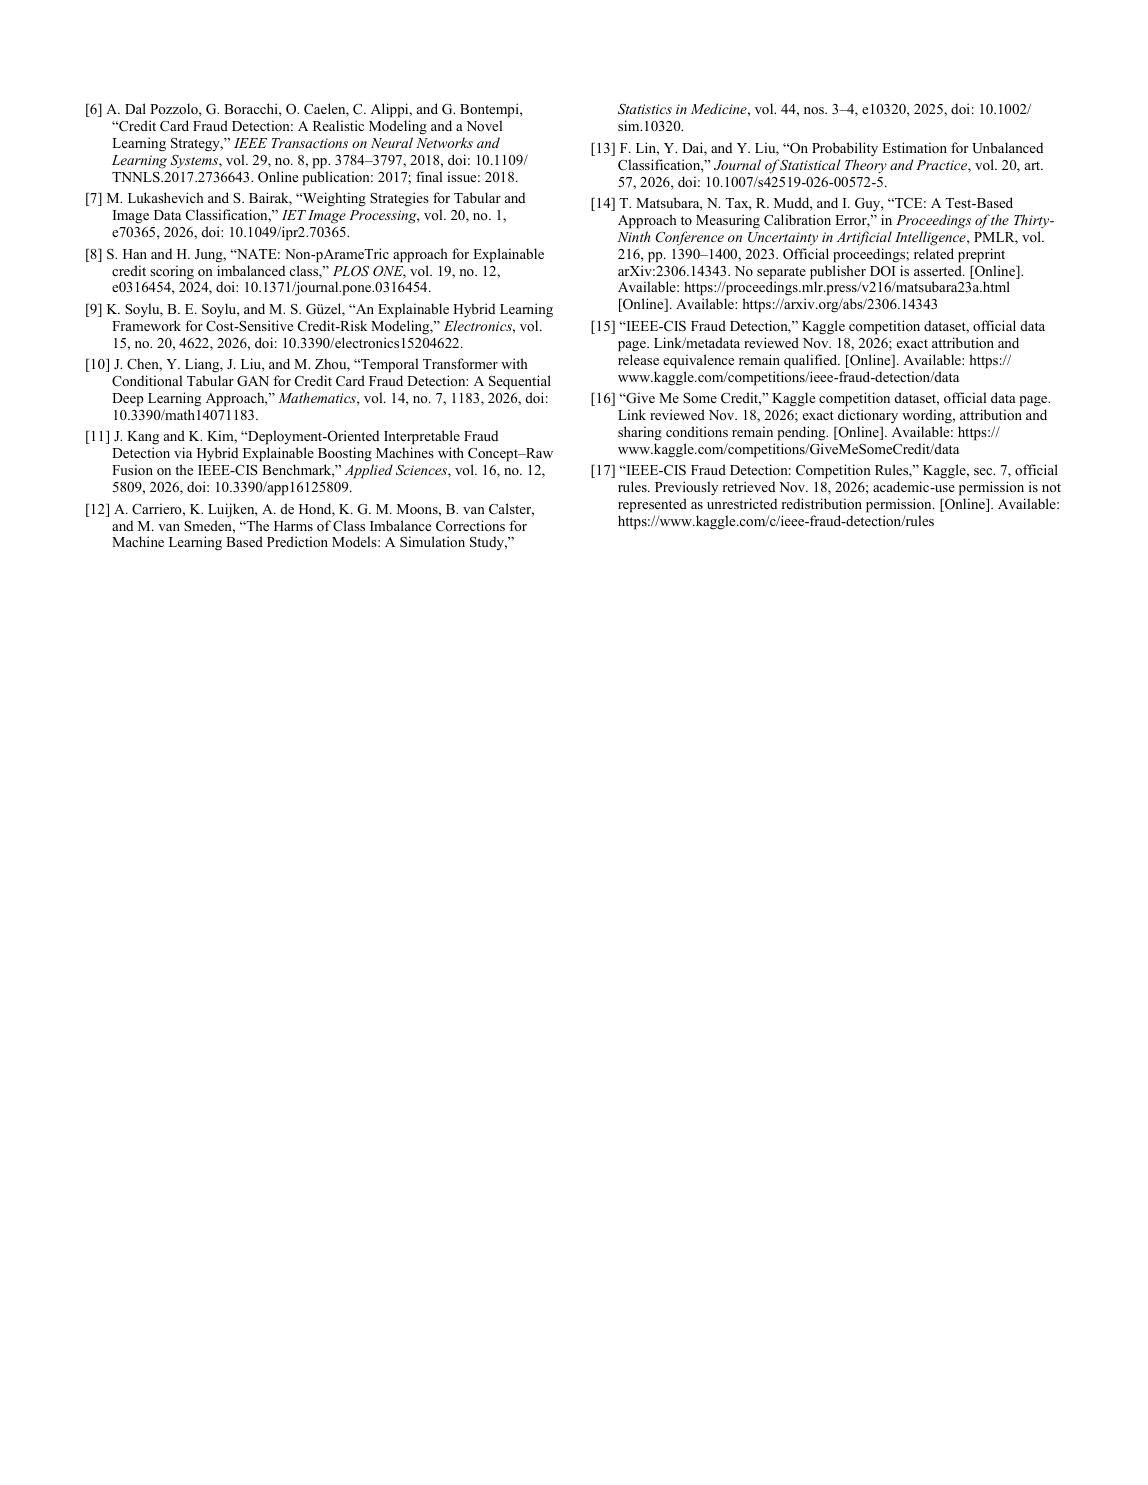 [6] A. Dal Pozzolo, G. Boracchi, O. Caelen, C. Alippi, and G. Bontempi,
“Credit Card Fraud Detection: A Realistic Modeling and a Novel
Learning Strategy,” IEEE Transactions on Neural Networks and
Learning Systems, vol. 29, no. 8, pp. 3784–3797, 2018, doi: 10.1109/
TNNLS.2017.2736643. Online publication: 2017; final issue: 2018.
[7] M. Lukashevich and S. Bairak, “Weighting Strategies for Tabular and
Image Data Classification,” IET Image Processing, vol. 20, no. 1,
e70365, 2026, doi: 10.1049/ipr2.70365.
[8] S. Han and H. Jung, “NATE: Non-pArameTric approach for Explainable
credit scoring on imbalanced class,” PLOS ONE, vol. 19, no. 12,
e0316454, 2024, doi: 10.1371/journal.pone.0316454.
[9] K. Soylu, B. E. Soylu, and M. S. Güzel, “An Explainable Hybrid Learning
Framework for Cost-Sensitive Credit-Risk Modeling,” Electronics, vol.
15, no. 20, 4622, 2026, doi: 10.3390/electronics15204622.
[10] J. Chen, Y. Liang, J. Liu, and M. Zhou, “Temporal Transformer with
Conditional Tabular GAN for Credit Card Fraud Detection: A Sequential
Deep Learning Approach,” Mathematics, vol. 14, no. 7, 1183, 2026, doi:
10.3390/math14071183.
[11] J. Kang and K. Kim, “Deployment-Oriented Interpretable Fraud
Detection via Hybrid Explainable Boosting Machines with Concept–Raw
Fusion on the IEEE-CIS Benchmark,” Applied Sciences, vol. 16, no. 12,
5809, 2026, doi: 10.3390/app16125809.
[12] A. Carriero, K. Luijken, A. de Hond, K. G. M. Moons, B. van Calster,
and M. van Smeden, “The Harms of Class Imbalance Corrections for
Machine Learning Based Prediction Models: A Simulation Study,”
Statistics in Medicine, vol. 44, nos. 3–4, e10320, 2025, doi: 10.1002/
sim.10320.
[13] F. Lin, Y. Dai, and Y. Liu, “On Probability Estimation for Unbalanced
Classification,” Journal of Statistical Theory and Practice, vol. 20, art.
57, 2026, doi: 10.1007/s42519-026-00572-5.
[14] T. Matsubara, N. Tax, R. Mudd, and I. Guy, “TCE: A Test-Based
Approach to Measuring Calibration Error,” in Proceedings of the Thirty-
Ninth Conference on Uncertainty in Artificial Intelligence, PMLR, vol.
216, pp. 1390–1400, 2023. Official proceedings; related preprint
arXiv:2306.14343. No separate publisher DOI is asserted. [Online].
Available: https://proceedings.mlr.press/v216/matsubara23a.html
[Online]. Available: https://arxiv.org/abs/2306.14343
[15] “IEEE-CIS Fraud Detection,” Kaggle competition dataset, official data
page. Link/metadata reviewed Nov. 18, 2026; exact attribution and
release equivalence remain qualified. [Online]. Available: https://
www.kaggle.com/competitions/ieee-fraud-detection/data
[16] “Give Me Some Credit,” Kaggle competition dataset, official data page.
Link reviewed Nov. 18, 2026; exact dictionary wording, attribution and
sharing conditions remain pending. [Online]. Available: https://
www.kaggle.com/competitions/GiveMeSomeCredit/data
[17] “IEEE-CIS Fraud Detection: Competition Rules,” Kaggle, sec. 7, official
rules. Previously retrieved Nov. 18, 2026; academic-use permission is not
represented as unrestricted redistribution permission. [Online]. Available:
https://www.kaggle.com/c/ieee-fraud-detection/rules